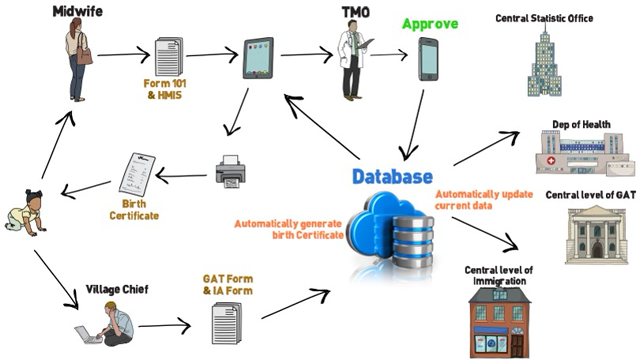 Midwife
TMO
Approve
Central Statistic Office
Form 101
& HMIS
Dep of Health
Birth
Certificate
Database
Automatically update
current data
Central level of GAT
Automatically generate
birth Certificate
Central level of
Immigration
Village Chief
GAT Form
& IA Form